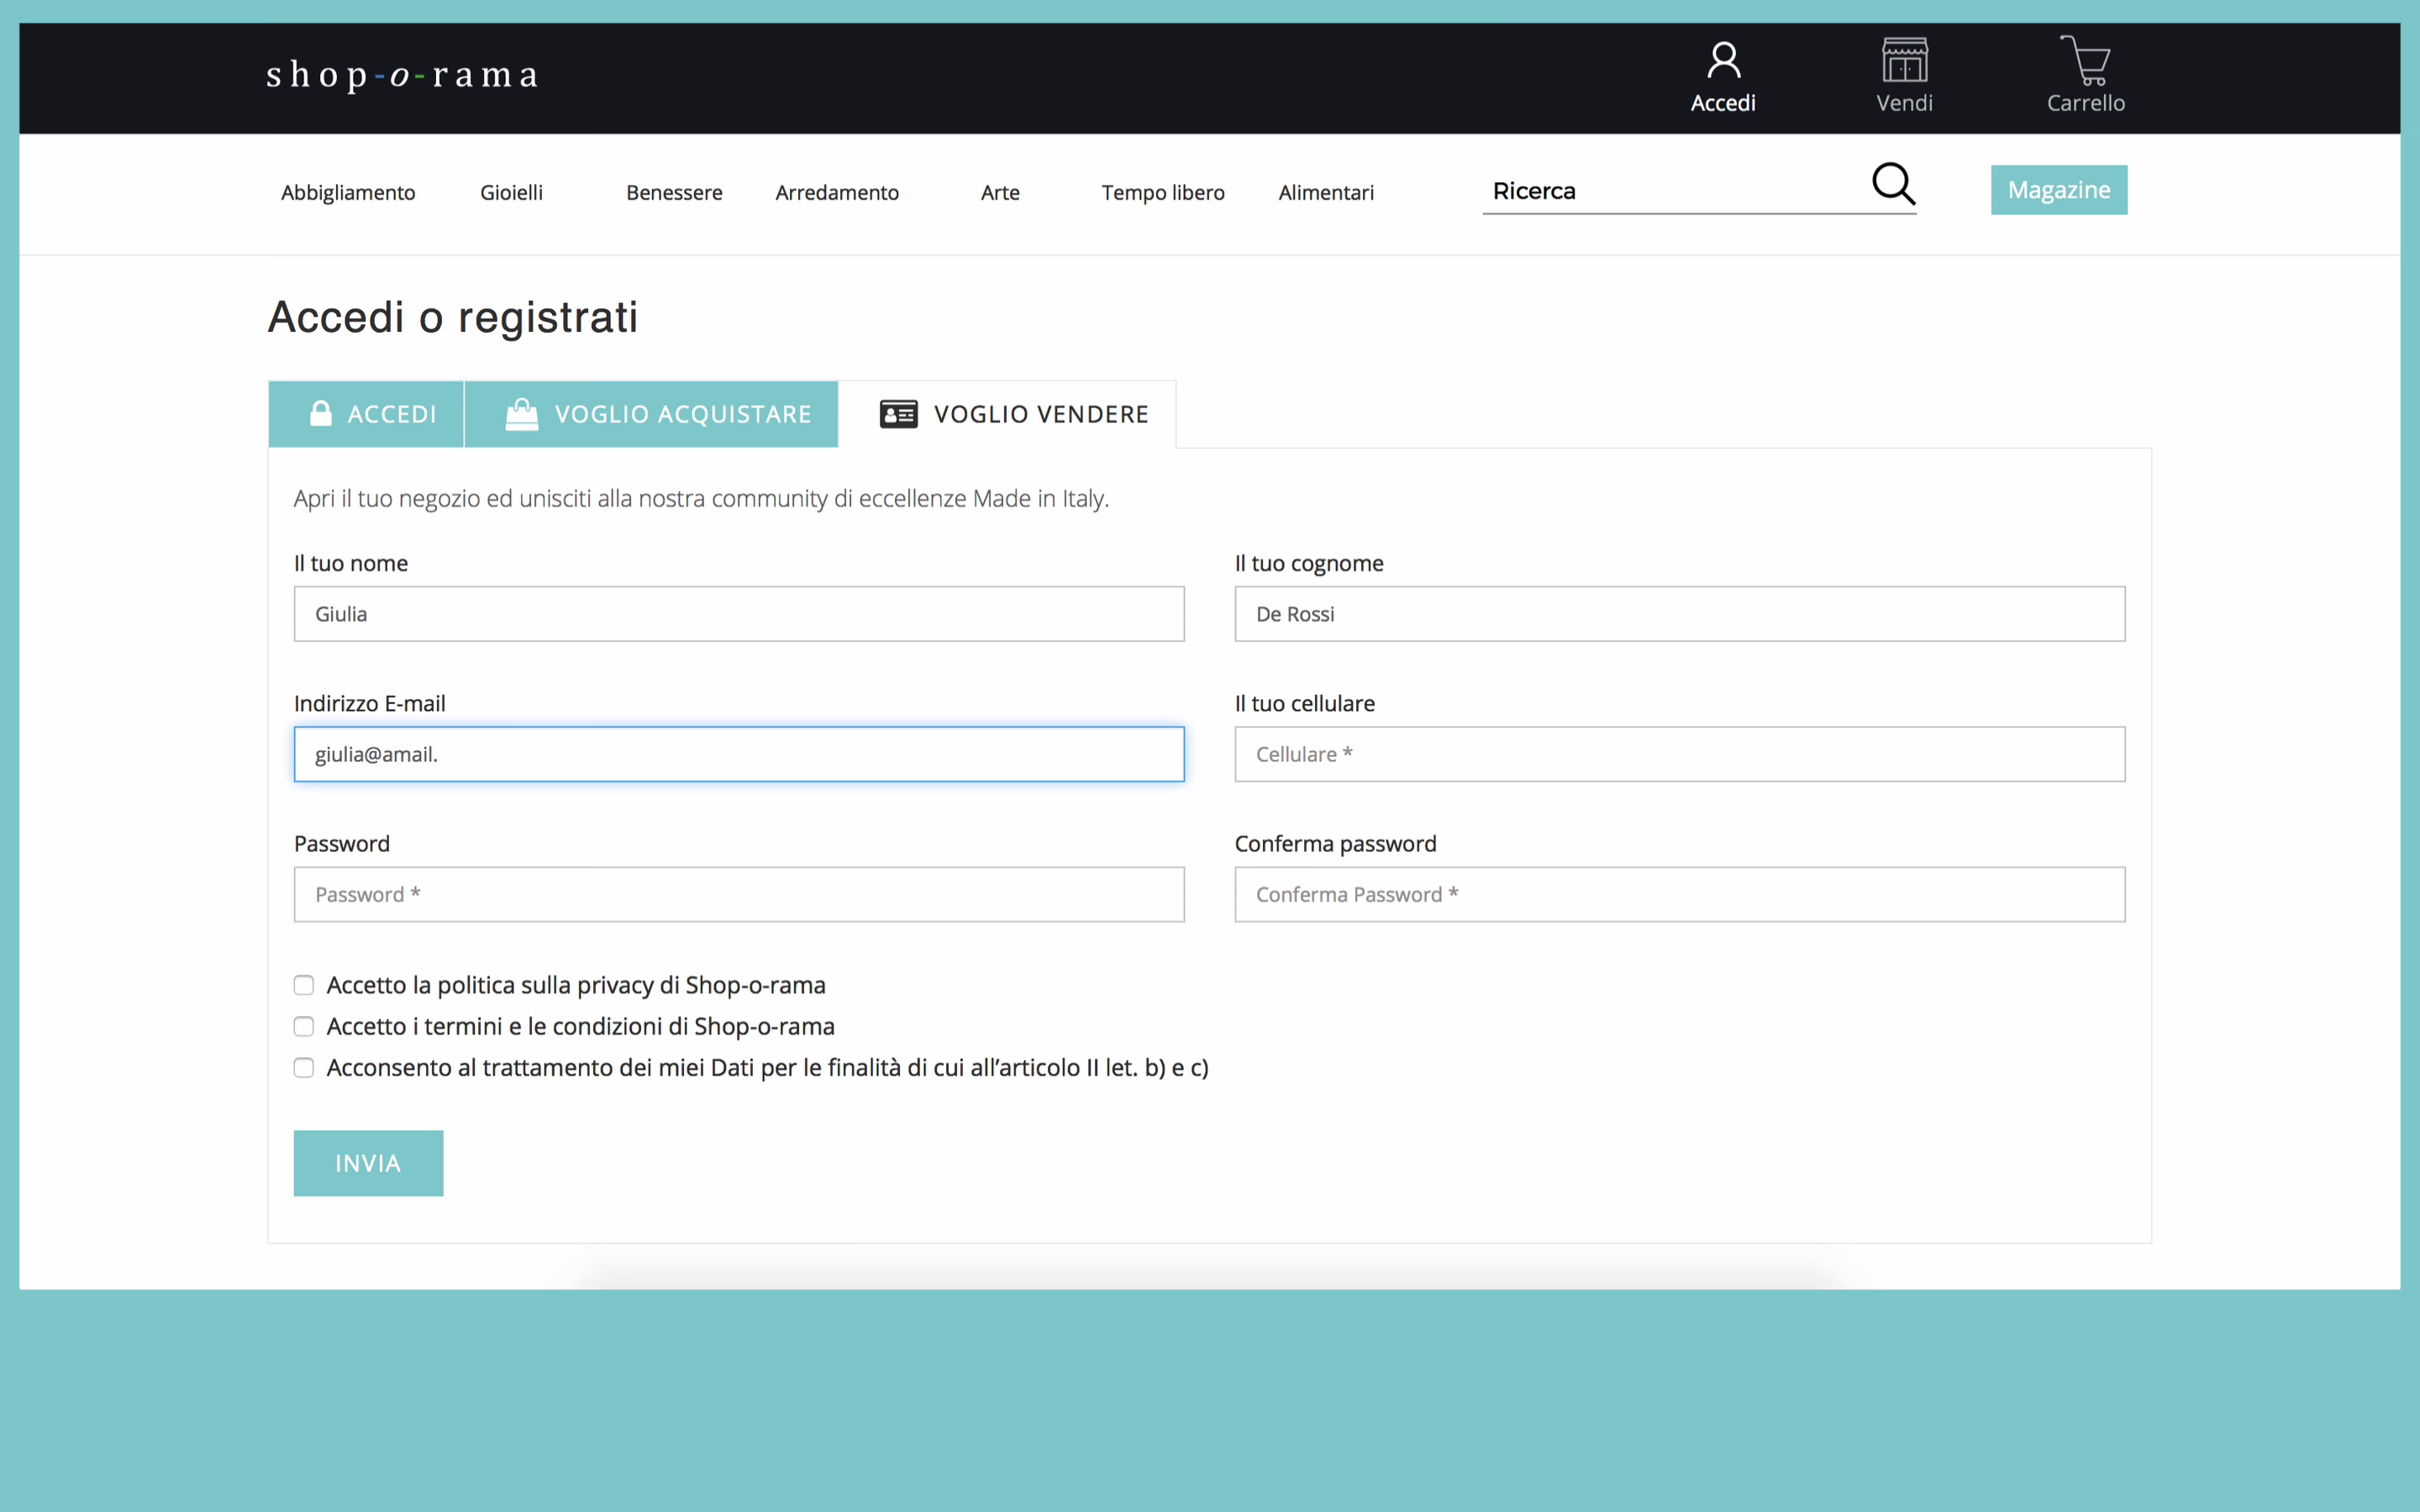 shop-o-rama
Accedi
Vendi
Carrello
Abbigliamento
Gioielli
Benessere
Arredamento
Arte
Tempo libero
Alimentari
Ricerca
Magazine
Accedi o registrati
ACCEDI
VOGLIO ACQUISTARE
VOGLIO VENDERE
Apri il tuo negozio ed unisciti alla nostra community di eccellenze Made in Italy.
Il tuo nome
Giulia
Il tuo cognome
De Rossi
Indirizzo E-mail
giulia@amail.
Il tuo cellulare
Cellulare *
Password
Password *
Conferma password
Conferma Password *
Accetto la politica sulla privacy di Shop-o-rama
Accetto i termini e le condizioni di Shop-o-rama
Acconsento al trattamento dei miei Dati per le finalità di cui all’articolo II let. b) e c)
INVIA